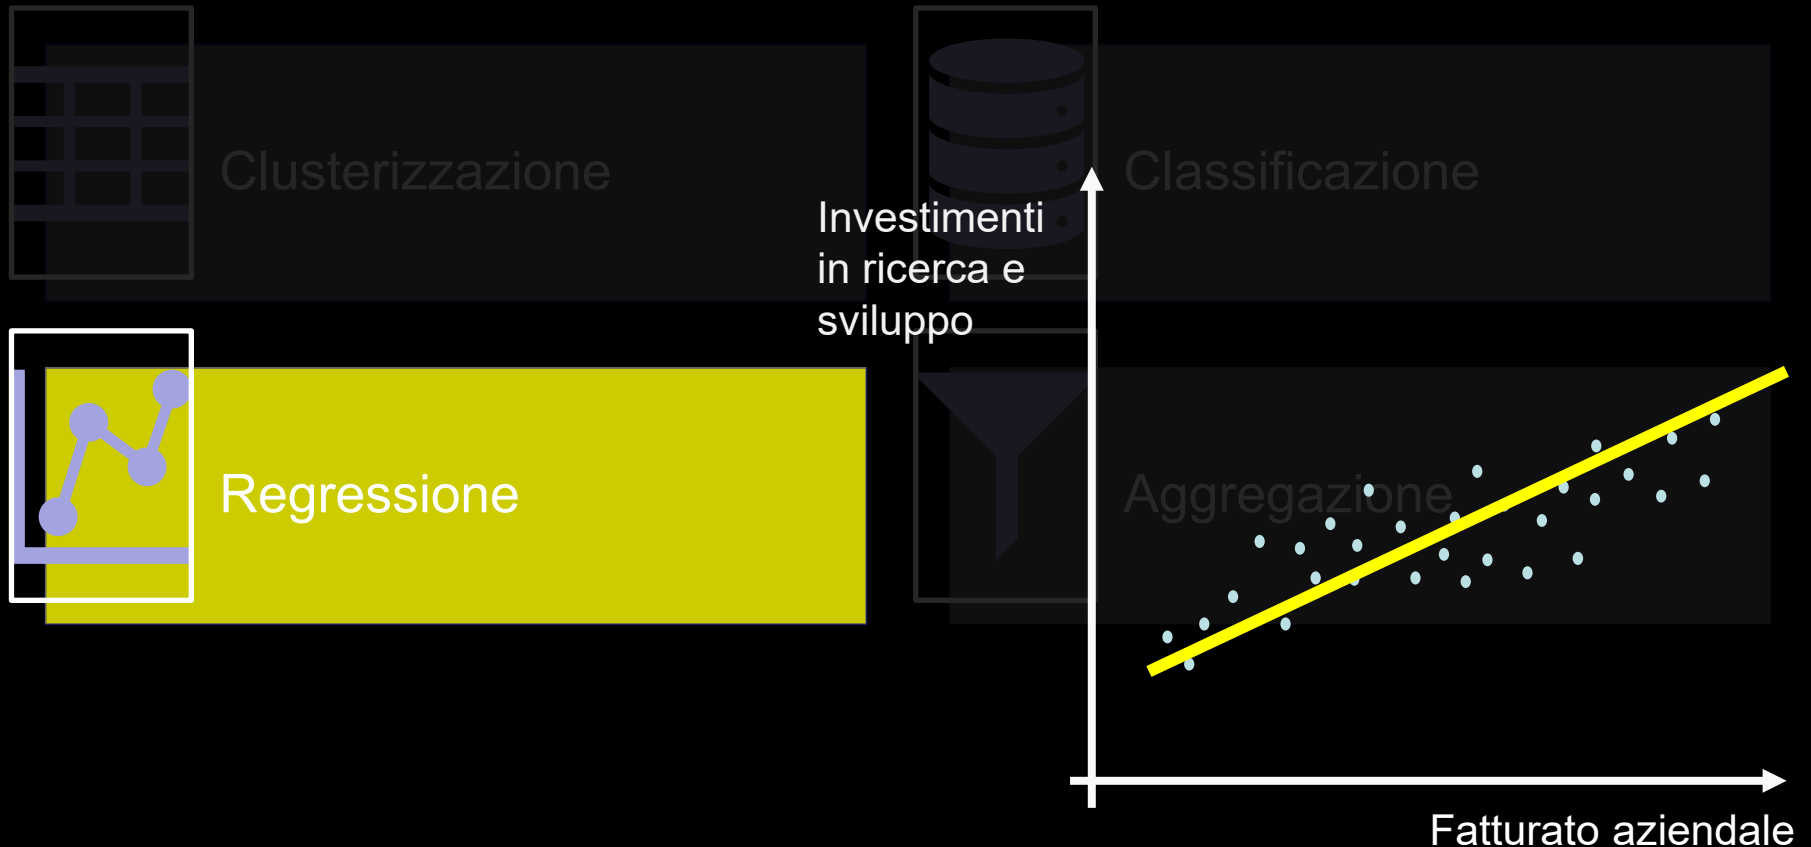 Clusterizzazione
Classificazione
Investimenti
in ricerca e
sviluppo
Regressione
Aggregazione
Fatturato aziendale